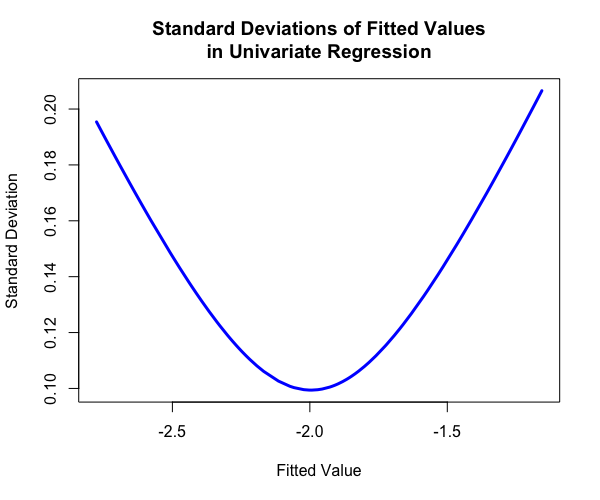 Standard Deviations of Fitted Values
in Univariate Regression
Standard Deviation
0.20
0.18
0.16
0.14
0.12
0.10
-2.5 -2.0 -1.5
Fitted Value